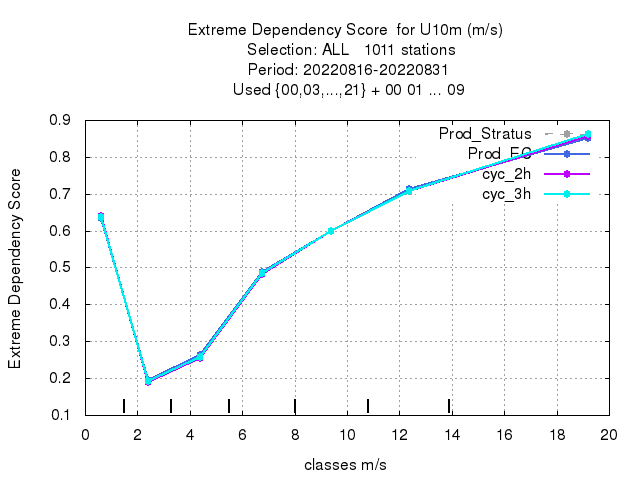 Extreme Dependency Score  for U10m (m/s)
Selection: ALL   1011 stations
Period: 20220816-20220831
Used {00,03,...,21} + 00 01 ... 09
Extreme Dependency Score
0.9
0.8
0.7
0.6
0.5
0.4
0.3
0.2
0.1
Prod_Stratus
Prod_EC
cyc_2h
cyc_3h
0 2 4 6 8 10 12 14 16 18 20
classes m/s